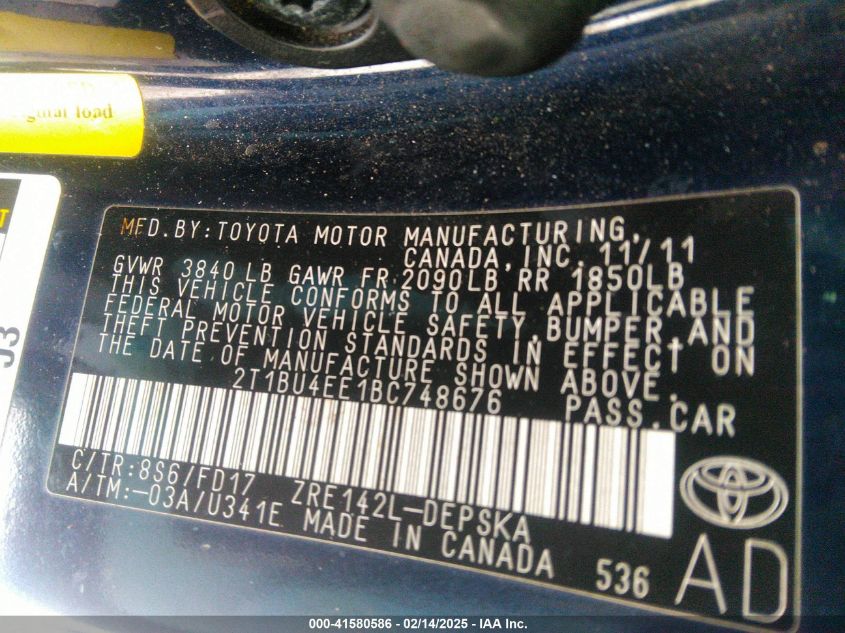 ginal load
MFD.BY:TOYOTA MOTOR MANUFACTURING,
CANADA,INC. 11/11
GVWR 3840LB GAWR FR 2090LB RR 1850LB
THIS VEHICLE CONFORMS TO ALL APPLICABLE
FEDERAL MOTOR VEHICLE SAFETY,BUMPER,AND
THEFT PREVENTION STANDARDS IN EFFECT ON
THE DATE OF MANUFACTURE SHOWN ABOVE.
2T1BU4EE1BC748676 PASS.CAR
C/TR:8S6/FD17 ZRE142L-DEPSKA
A/TM:-03A/U341E MADE IN CANADA
536 AD
000-41580586 - 02/14/2025 - IAA Inc.